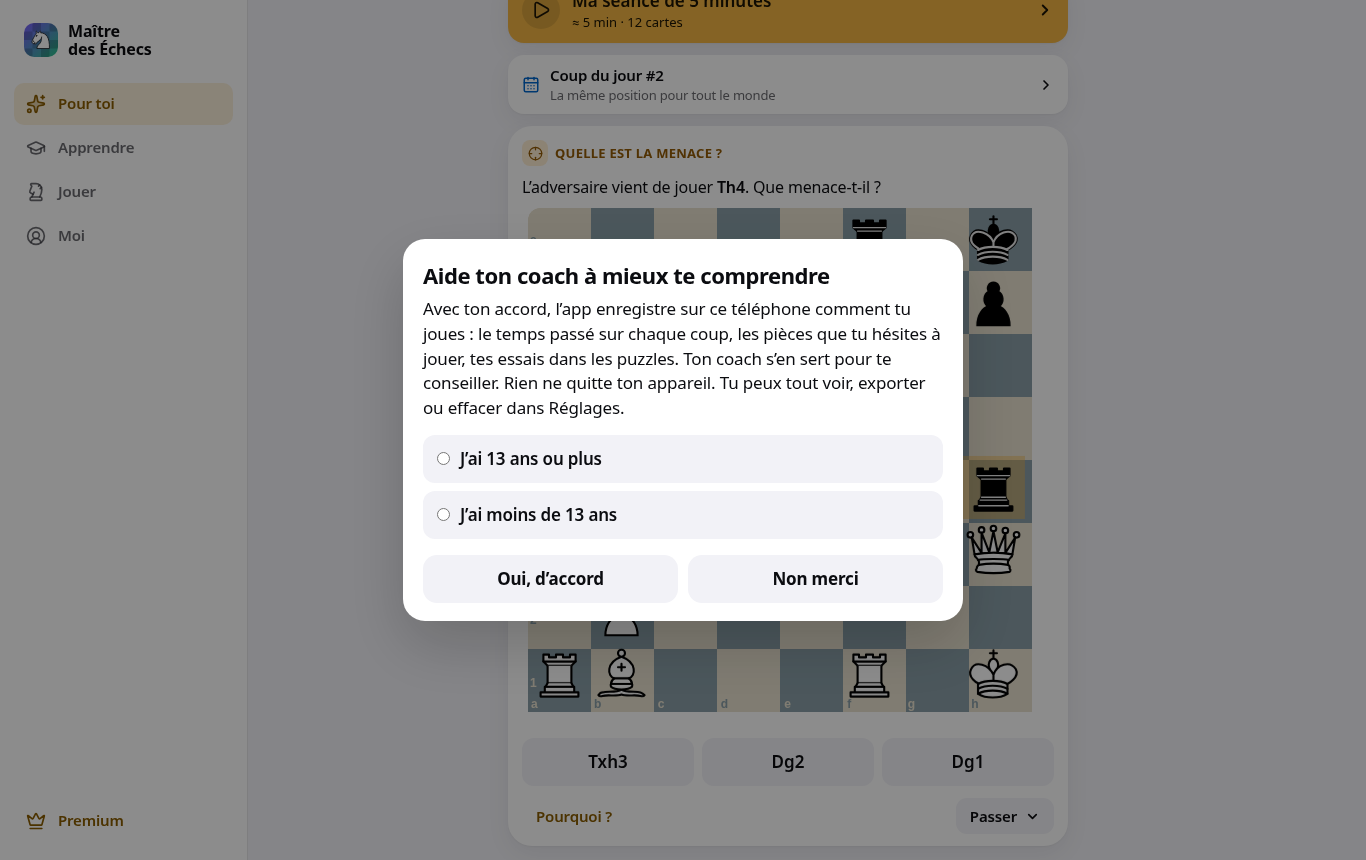 Maître
des Échecs
Pour toi
Apprendre
Jouer
Moi
Premium
Ma séance de 5 minutes
≈ 5 min · 12 cartes
Coup du jour #2
La même position pour tout le monde
QUELLE EST LA MENACE ?
L’adversaire vient de jouer Th4. Que menace-t-il ?
Aide ton coach à mieux te comprendre
Avec ton accord, l’app enregistre sur ce téléphone comment tu
joues : le temps passé sur chaque coup, les pièces que tu hésites à
jouer, tes essais dans les puzzles. Ton coach s’en sert pour te
conseiller. Rien ne quitte ton appareil. Tu peux tout voir, exporter
ou effacer dans Réglages.
J’ai 13 ans ou plus
J’ai moins de 13 ans
Oui, d’accord
Non merci
1
a b c d e f g h
Txh3
Dg2
Dg1
Pourquoi ?
Passer